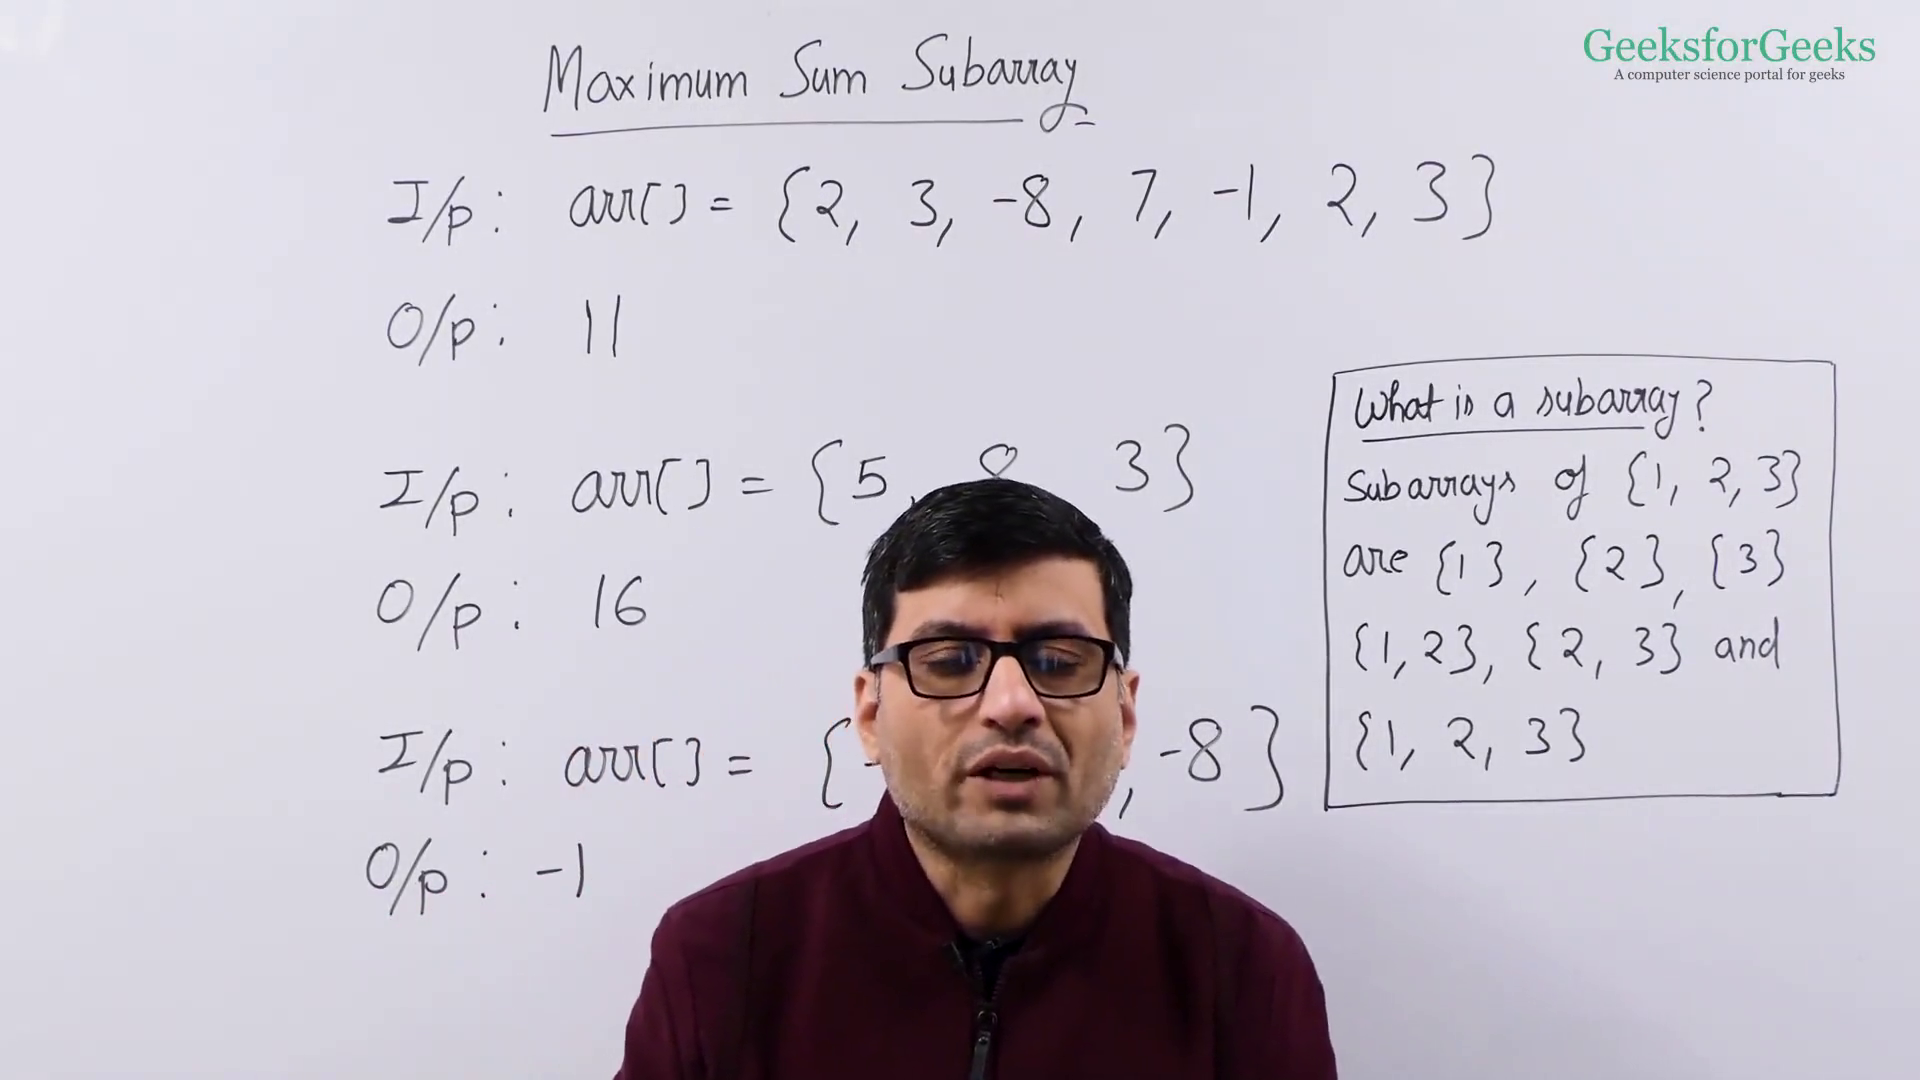 GeeksforGeeks
A computer science portal for geeks
Maximum Sum Subarray
I/p: arr[] = {2, 3, -8, 7, -1, 2, 3}
O/p: 11
I/p: arr[] = {5, 3}
O/p: 16
I/p: arr[] = { , -8}
O/p: -1
What is a subarray?
Subarrays of {1, 2, 3}
are {1}, {2}, {3}
{1, 2}, {2, 3} and
{1, 2, 3}